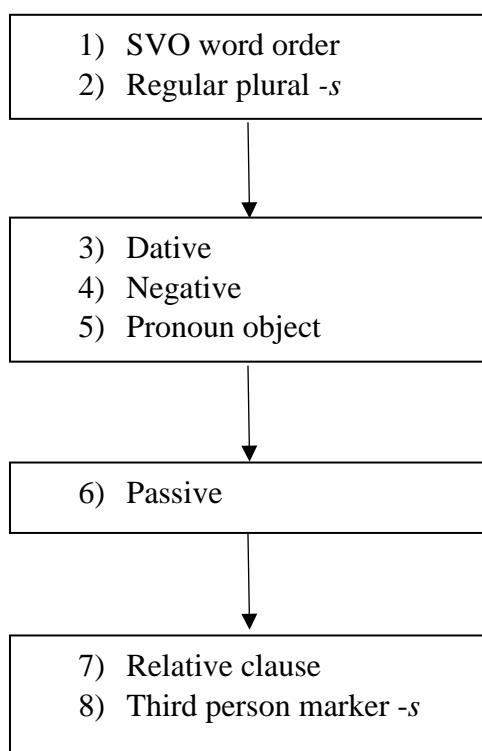 1) SVO word order
2) Regular plural -s
3) Dative
4) Negative
5) Pronoun object
6) Passive
7) Relative clause
8) Third person marker -s